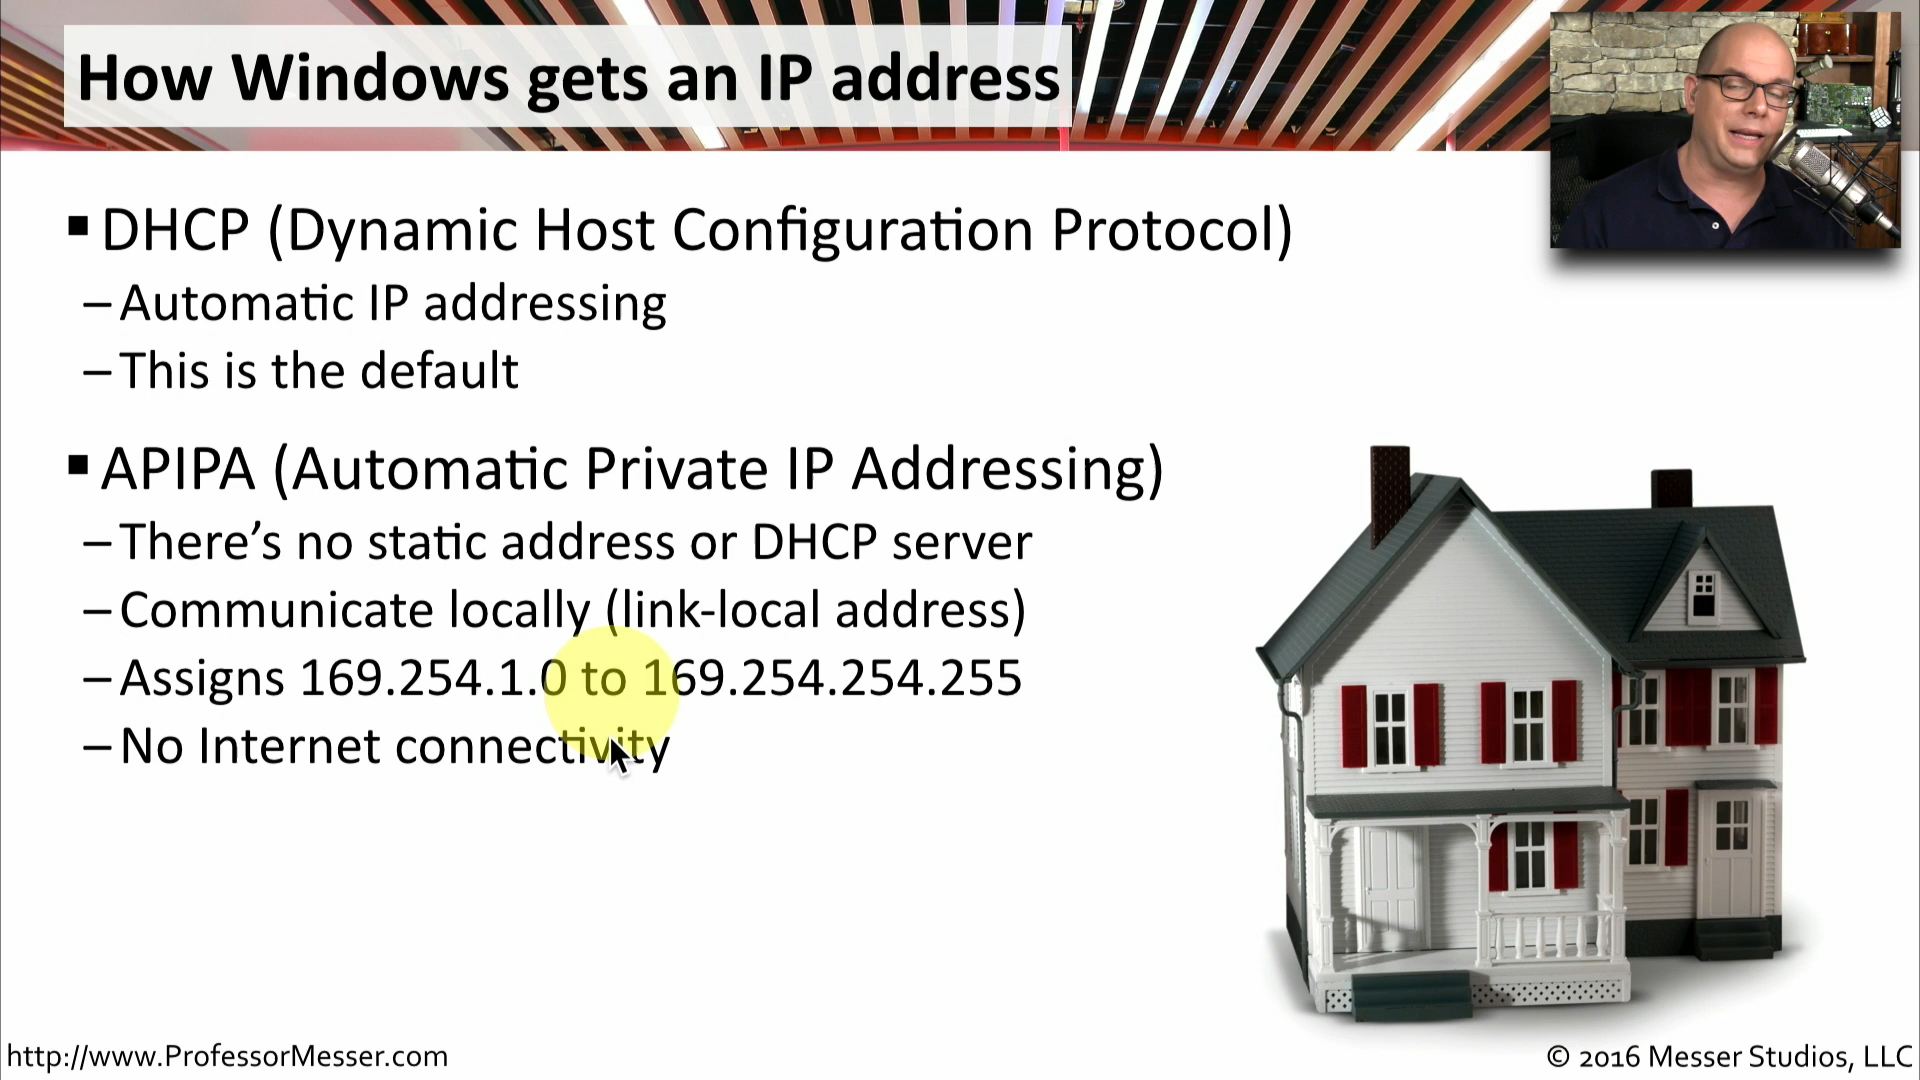 How Windows gets an IP address
▪ DHCP (Dynamic Host Configuration Protocol)
– Automatic IP addressing
– This is the default
▪ APIPA (Automatic Private IP Addressing)
– There’s no static address or DHCP server
– Communicate locally (link-local address)
– Assigns 169.254.1.0 to 169.254.254.255
– No Internet connectivity
http://www.ProfessorMesser.com
© 2016 Messer Studios, LLC